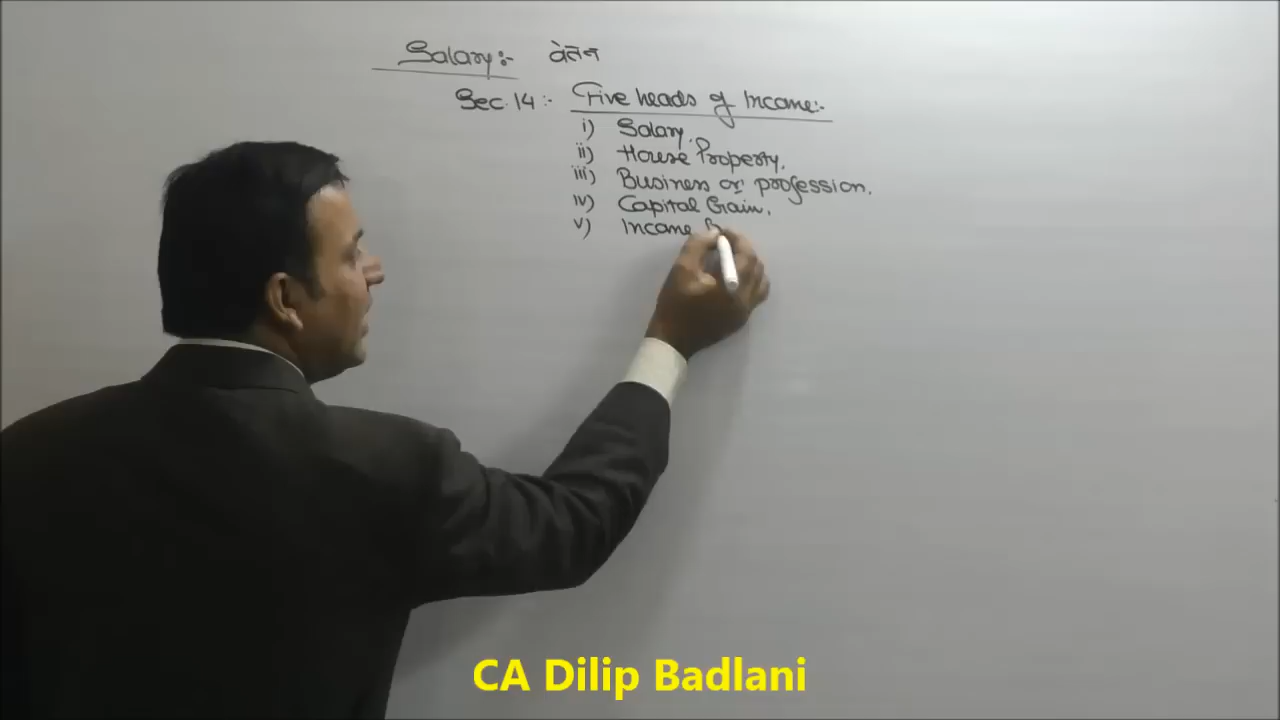 Salary:- वेतन
Sec. 14:- Five heads of Income:-
i) Salary.
ii) House Property.
iii) Business or profession.
iv) Capital Gain.
v) Income
CA Dilip Badlani